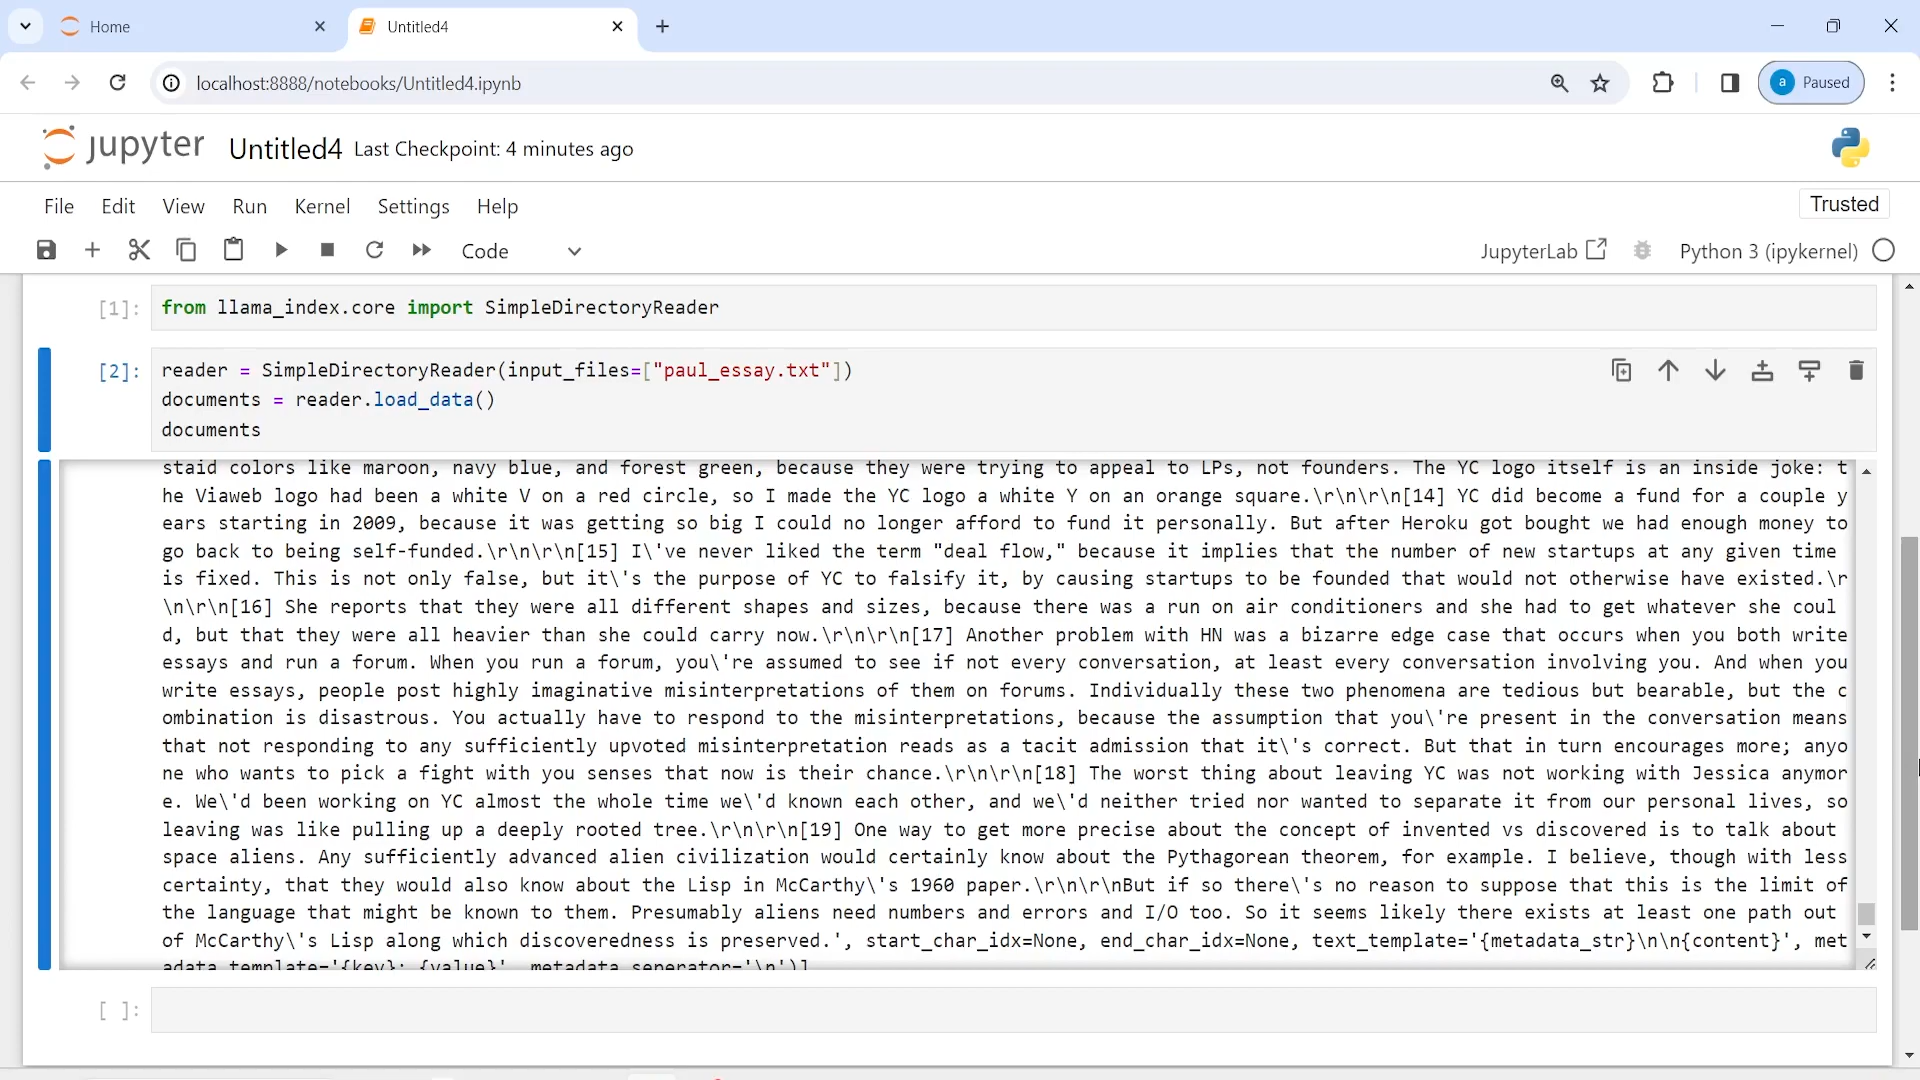 Home
Untitled4
localhost:8888/notebooks/Untitled4.ipynb
a Paused
jupyter Untitled4 Last Checkpoint: 4 minutes ago
File Edit View Run Kernel Settings Help
Trusted
Code
JupyterLab
Python 3 (ipykernel)
[1]: from llama_index.core import SimpleDirectoryReader
[2]: reader = SimpleDirectoryReader(input_files=["paul_essay.txt"])
documents = reader.load_data()
documents
staid colors like maroon, navy blue, and forest green, because they were trying to appeal to LPs, not founders. The YC logo itself is an inside joke: t
he Viaweb logo had been a white V on a red circle, so I made the YC logo a white Y on an orange square.\r\n\r\n[14] YC did become a fund for a couple y
ears starting in 2009, because it was getting so big I could no longer afford to fund it personally. But after Heroku got bought we had enough money to
go back to being self-funded.\r\n\r\n[15] I\'ve never liked the term "deal flow," because it implies that the number of new startups at any given time
is fixed. This is not only false, but it\'s the purpose of YC to falsify it, by causing startups to be founded that would not otherwise have existed.\r
\n\r\n[16] She reports that they were all different shapes and sizes, because there was a run on air conditioners and she had to get whatever she coul
d, but that they were all heavier than she could carry now.\r\n\r\n[17] Another problem with HN was a bizarre edge case that occurs when you both write
essays and run a forum. When you run a forum, you\'re assumed to see if not every conversation, at least every conversation involving you. And when you
write essays, people post highly imaginative misinterpretations of them on forums. Individually these two phenomena are tedious but bearable, but the c
ombination is disastrous. You actually have to respond to the misinterpretations, because the assumption that you\'re present in the conversation means
that not responding to any sufficiently upvoted misinterpretation reads as a tacit admission that it\'s correct. But that in turn encourages more; anyo
ne who wants to pick a fight with you senses that now is their chance.\r\n\r\n[18] The worst thing about leaving YC was not working with Jessica anymor
e. We\'d been working on YC almost the whole time we\'d known each other, and we\'d neither tried nor wanted to separate it from our personal lives, so
leaving was like pulling up a deeply rooted tree.\r\n\r\n[19] One way to get more precise about the concept of invented vs discovered is to talk about
space aliens. Any sufficiently advanced alien civilization would certainly know about the Pythagorean theorem, for example. I believe, though with less
certainty, that they would also know about the Lisp in McCarthy\'s 1960 paper.\r\n\r\nBut if so there\'s no reason to suppose that this is the limit of
the language that might be known to them. Presumably aliens need numbers and errors and I/O too. So it seems likely there exists at least one path out
of McCarthy\'s Lisp along which discoveredness is preserved.', start_char_idx=None, end_char_idx=None, text_template='{metadata_str}\n\n{content}', met
adata_template='{key}: {value}', metadata_seperator='\n')]
[ ]: